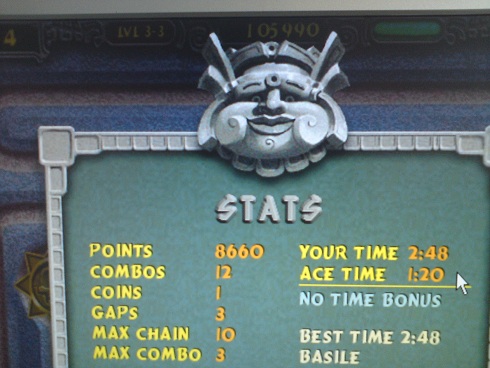 4 LVL 3-3 105990
STATS
POINTS 8660
COMBOS 12
COINS 1
GAPS 3
MAX CHAIN 10
MAX COMBO 3
YOUR TIME 2:48
ACE TIME 1:20
NO TIME BONUS
BEST TIME 2:48
BASILE